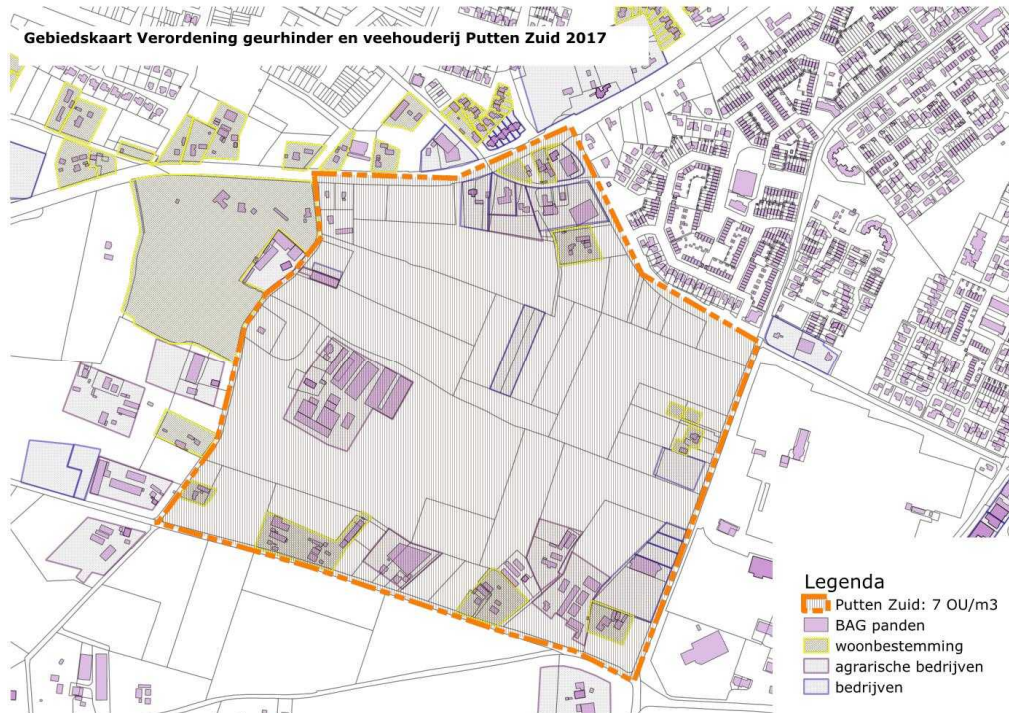 Gebiedskaart Verordening geurhinder en veehouderij Putten Zuid 2017
Legenda
Putten Zuid: 7 OU/m3
BAG panden
woonbestemming
agrarische bedrijven
bedrijven